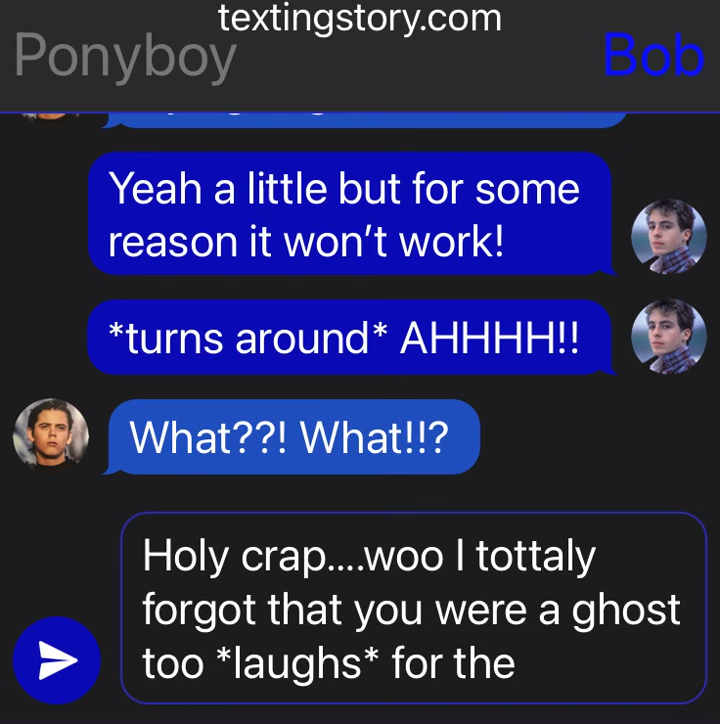 textingstory.com
Ponyboy
Bob
Yeah a little but for some
reason it won’t work!
*turns around* AHHHH!!
What??! What!!?
Holy crap....woo I tottaly
forgot that you were a ghost
too *laughs* for the